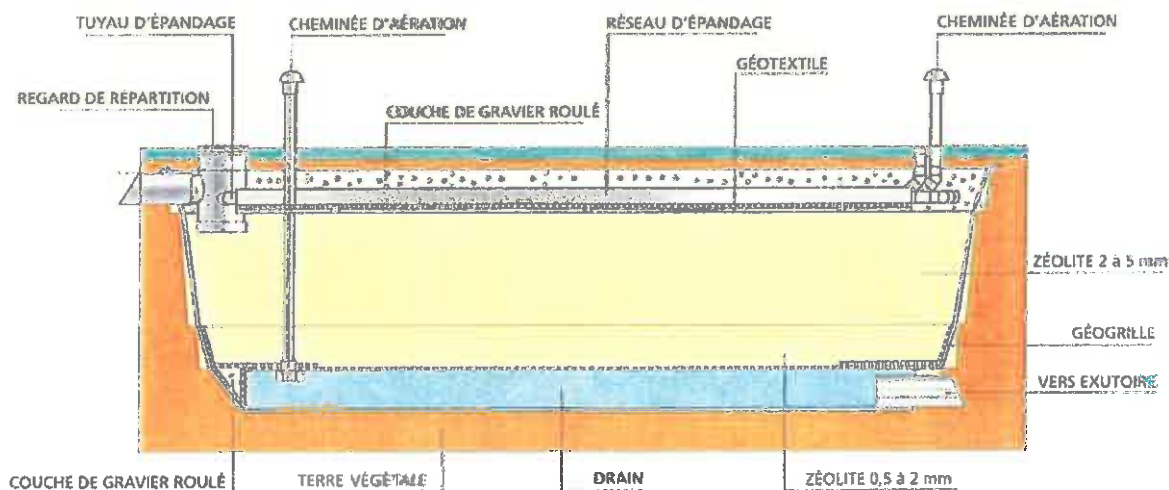 TUYAU D'ÉPANDAGE
CHEMINÉE D'AÉRATION
RÉSEAU D'ÉPANDAGE
CHEMINÉE D'AÉRATION
GÉOTEXTILE
REGARD DE RÉPARTITION
COUCHE DE GRAVIER ROULÉ
ZÉOLITE 2 à 5 mm
GÉOGRILLE
VERS EXUTOIRE
COUCHE DE GRAVIER ROULÉ
TERRE VÉGÉTALE
DRAIN
ZÉOLITE 0,5 à 2 mm